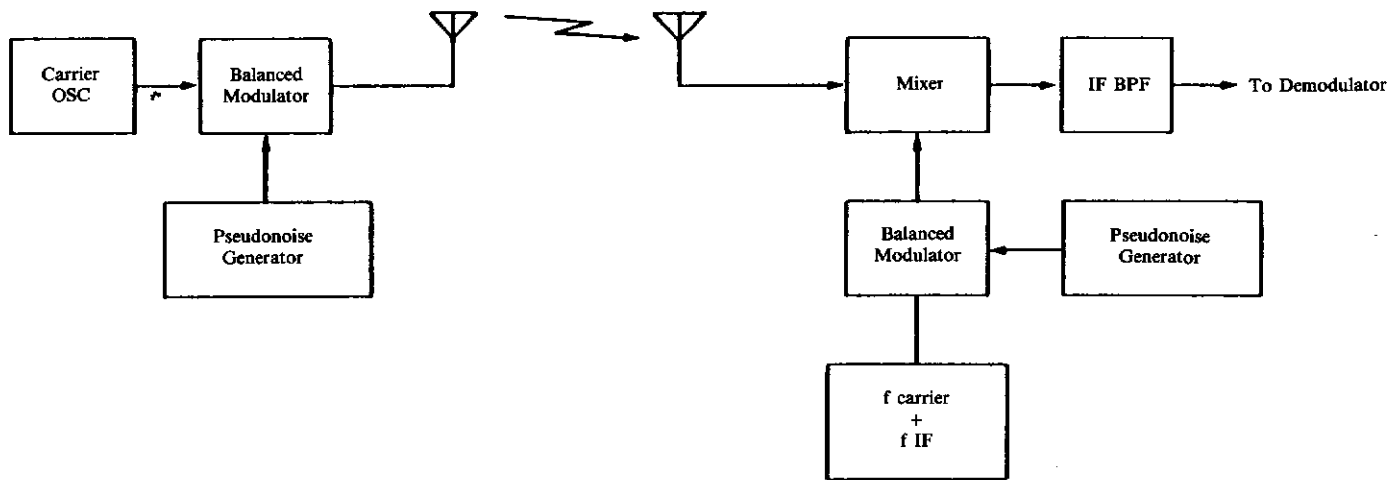 Carrier
OSC
Balanced
Modulator
Pseudonoise
Generator
Mixer
IF BPF
To Demodulator
Balanced
Modulator
Pseudonoise
Generator
f carrier
+
f IF